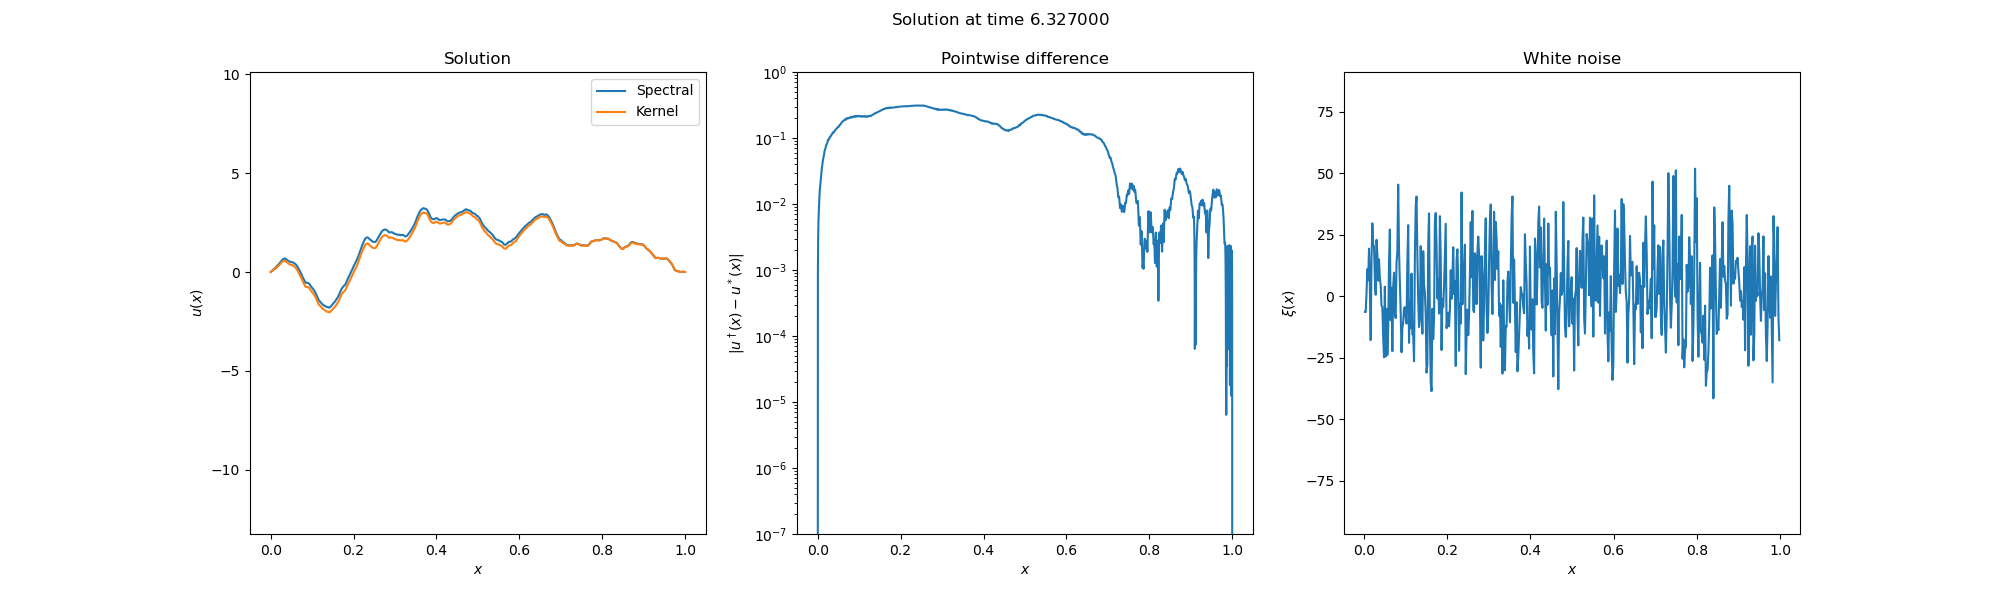 Solution at time 6.327000
Solution
10
5
0
−5
−10
u(x)
0.0 0.2 0.4 0.6 0.8 1.0
x
Spectral
Kernel
Pointwise difference
10⁰
10⁻¹
10⁻²
10⁻³
10⁻⁴
10⁻⁵
10⁻⁶
10⁻⁷
|u†(x) − u*(x)|
0.0 0.2 0.4 0.6 0.8 1.0
x
White noise
75
50
25
0
−25
−50
−75
ξ(x)
0.0 0.2 0.4 0.6 0.8 1.0
x